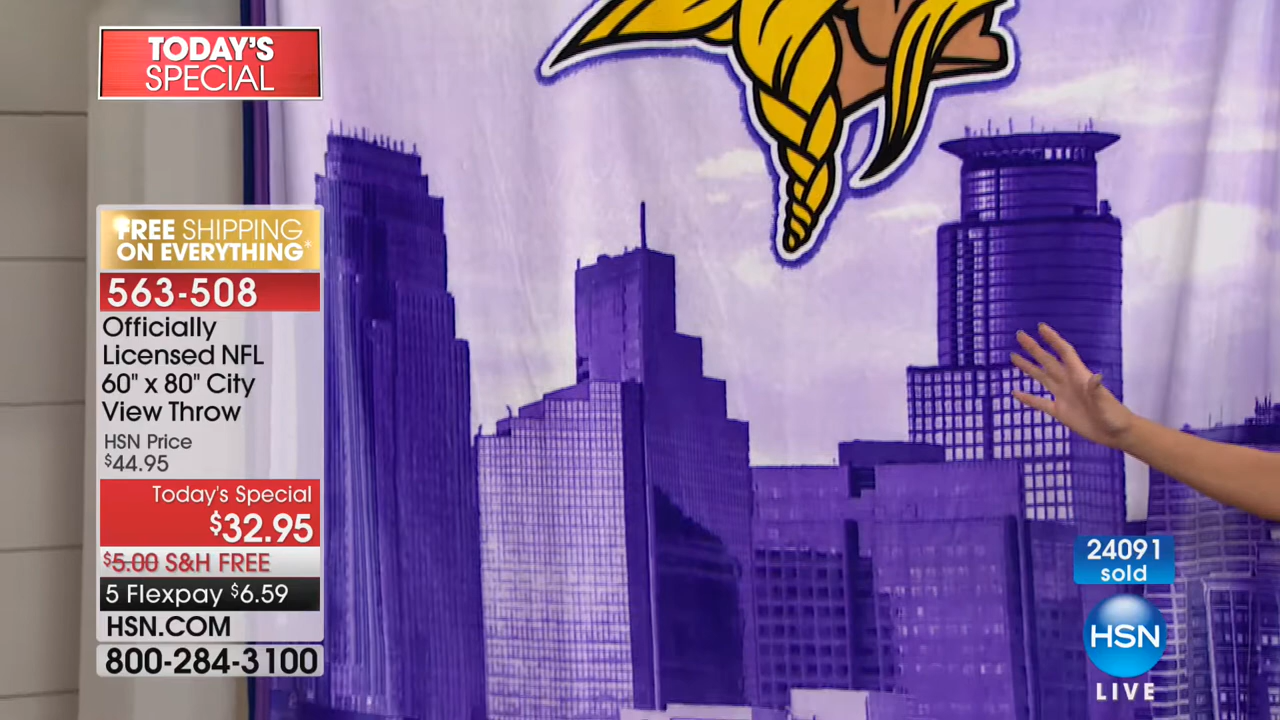 TODAY'S
SPECIAL
FREE SHIPPING
ON EVERYTHING*
563-508
Officially
Licensed NFL
60" x 80" City
View Throw
HSN Price
$44.95
Today's Special
$32.95
$5.00 S&H FREE
5 Flexpay $6.59
HSN.COM
800-284-3100
24091
sold
HSN
LIVE